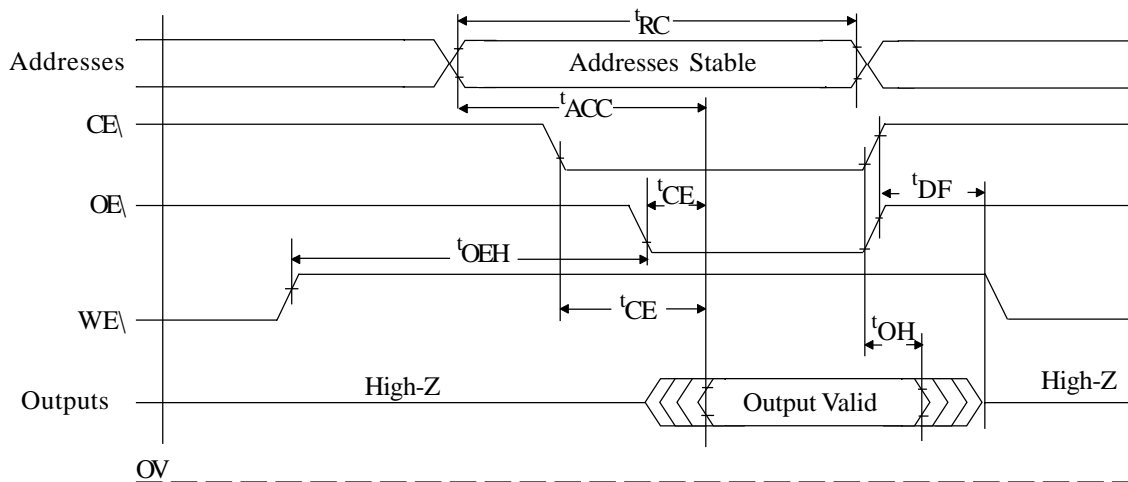 tRC
Addresses Addresses Stable
tACC
CE\
tCE tDF
OE\
tOEH
tCE
WE\
tOH
High-Z High-Z
Outputs Output Valid
OV